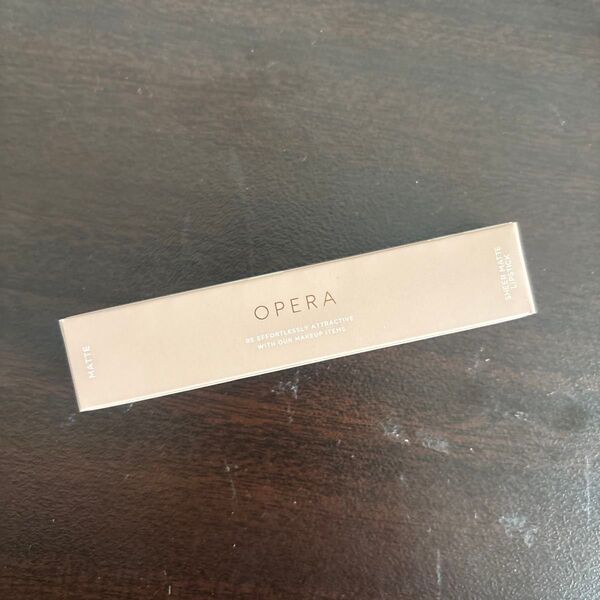 MATTE
OPERA
BE EFFORTLESSLY ATTRACTIVE
WITH OUR MAKEUP ITEMS
SHEER MATTE
LIPSTICK